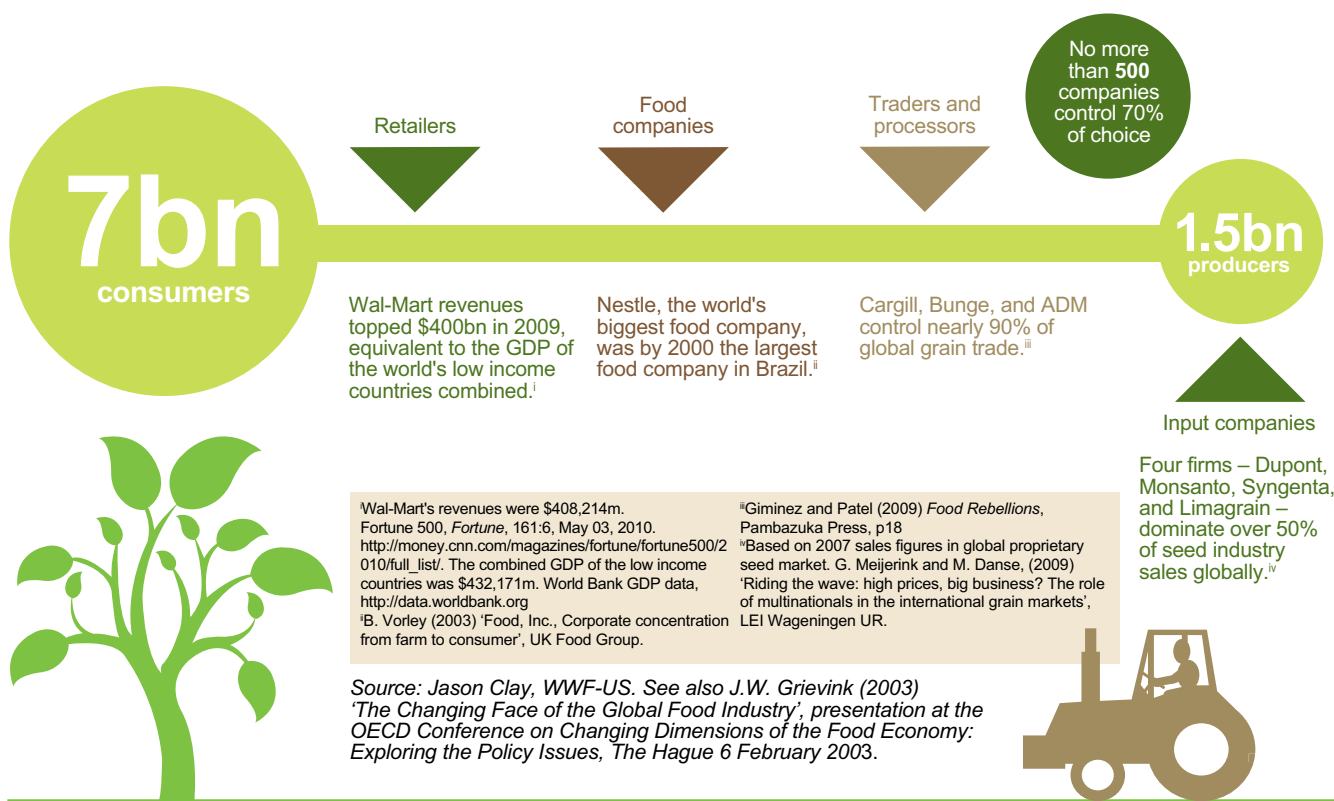 No more
than 500
companies
control 70%
of choice
Retailers
Food
companies
Traders and
processors
7bn
consumers
1.5bn
producers
Wal-Mart revenues
topped $400bn in 2009,
equivalent to the GDP of
the world's low income
countries combined.i
Nestle, the world's
biggest food company,
was by 2000 the largest
food company in Brazil.ii
Cargill, Bunge, and ADM
control nearly 90% of
global grain trade.iii
Input companies
Four firms – Dupont,
Monsanto, Syngenta,
and Limagrain –
dominate over 50%
of seed industry
sales globally.iv
iWal-Mart's revenues were $408,214m.
Fortune 500, Fortune, 161:6, May 03, 2010.
http://money.cnn.com/magazines/fortune/fortune500/2
010/full_list/. The combined GDP of the low income
countries was $432,171m. World Bank GDP data,
http://data.worldbank.org
iiB. Vorley (2003) ‘Food, Inc., Corporate concentration
from farm to consumer’, UK Food Group.
iiiGiminez and Patel (2009) Food Rebellions,
Pambazuka Press, p18
ivBased on 2007 sales figures in global proprietary
seed market. G. Meijerink and M. Danse, (2009)
‘Riding the wave: high prices, big business? The role
of multinationals in the international grain markets’,
LEI Wageningen UR.
Source: Jason Clay, WWF-US. See also J.W. Grievink (2003)
‘The Changing Face of the Global Food Industry’, presentation at the
OECD Conference on Changing Dimensions of the Food Economy:
Exploring the Policy Issues, The Hague 6 February 2003.